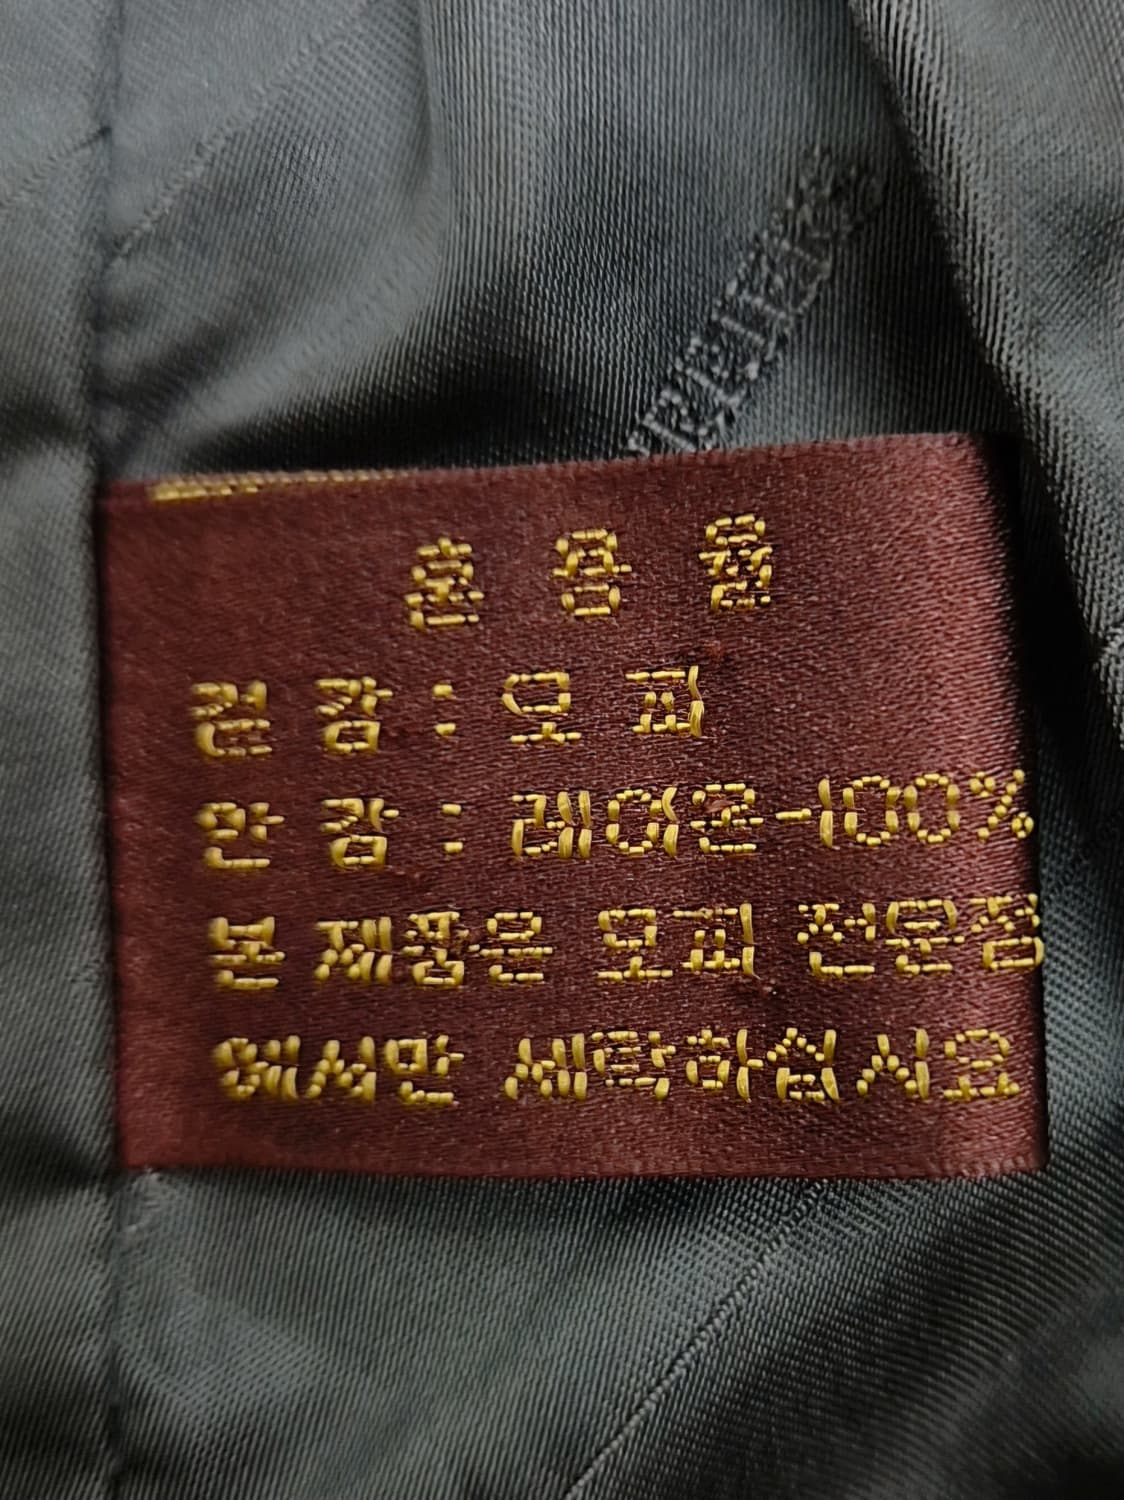 혼용율
겉 감 : 모 피
안 감 : 레이온-100%
본 제품은 모피 전문점
에서만 세탁하십시요